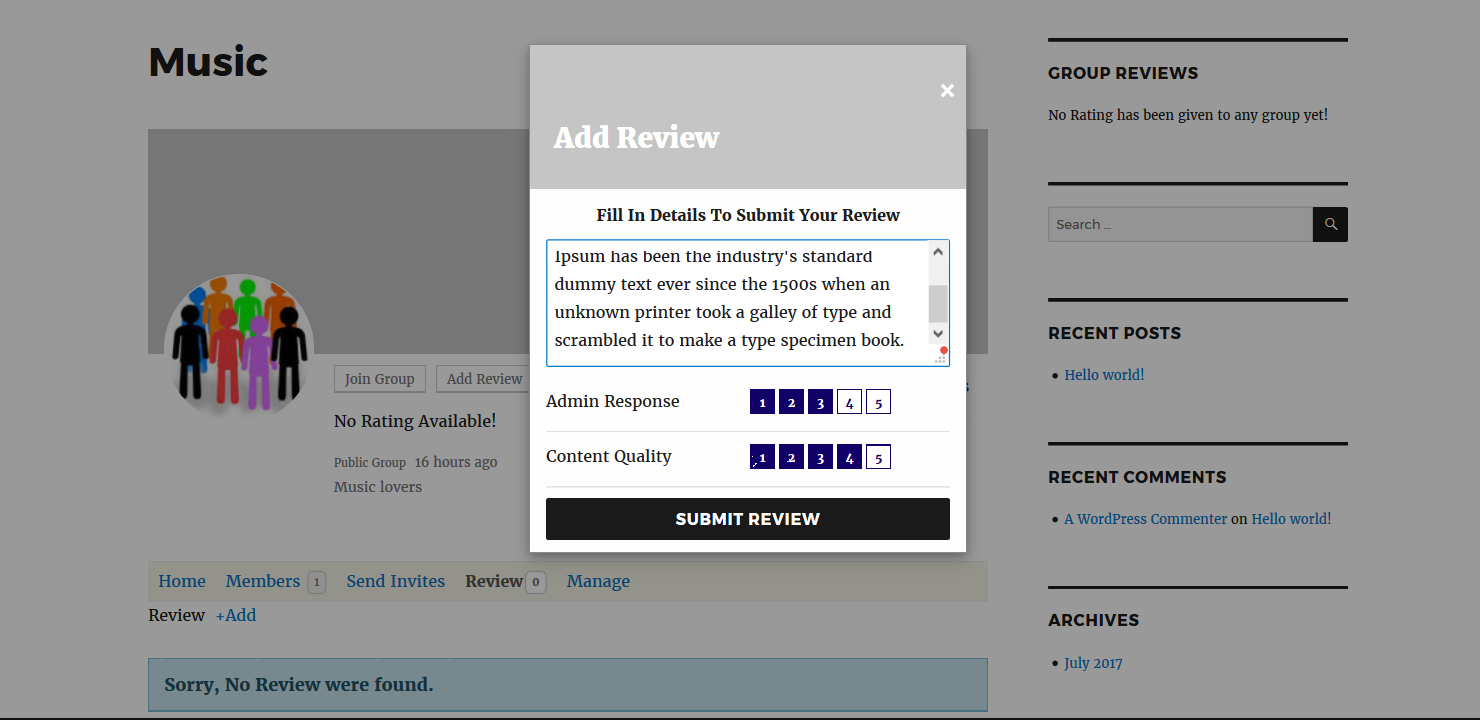 Music
Join Group
Add Review
No Rating Available!
Public Group 16 hours ago
Music lovers
×
Add Review
Fill In Details To Submit Your Review
Ipsum has been the industry's standard
dummy text ever since the 1500s when an
unknown printer took a galley of type and
scrambled it to make a type specimen book.
Admin Response 1 2 3 4 5
Content Quality 1 2 3 4 5
SUBMIT REVIEW
Home Members 1 Send Invites Review 0 Manage
Review +Add
Sorry, No Review were found.
GROUP REVIEWS
No Rating has been given to any group yet!
Search ...
RECENT POSTS
Hello world!
RECENT COMMENTS
A WordPress Commenter on Hello world!
ARCHIVES
July 2017